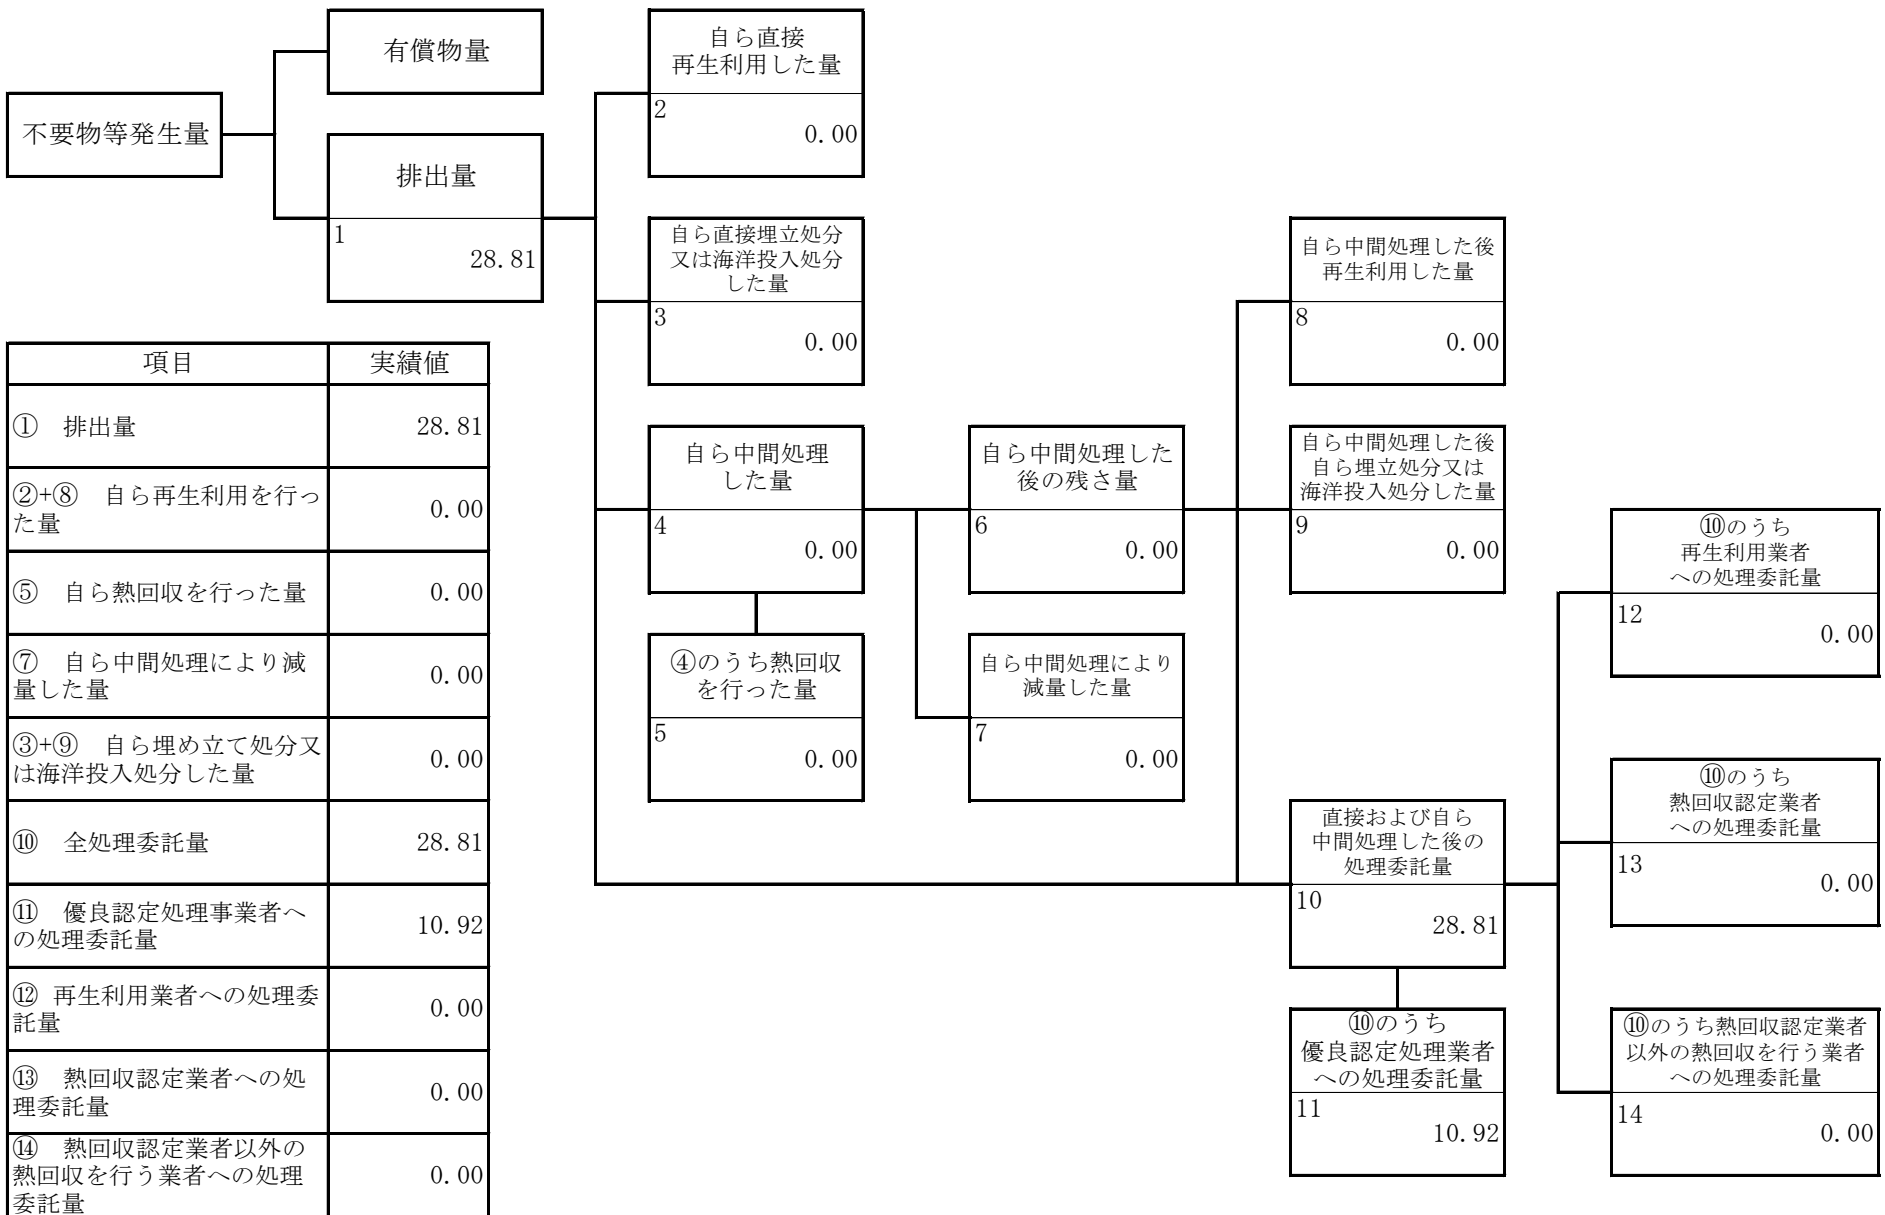 不要物等発生量
有償物量
排出量
1
28.81
自ら直接
再生利用した量
2
0.00
自ら直接埋立処分
又は海洋投入処分
した量
3
0.00
自ら中間処理
した量
4
0.00
④のうち熱回収
を行った量
5
0.00
自ら中間処理した
後の残さ量
6
0.00
自ら中間処理により
減量した量
7
0.00
自ら中間処理した後
再生利用した量
8
0.00
自ら中間処理した後
自ら埋立処分又は
海洋投入処分した量
9
0.00
直接および自ら
中間処理した後の
処理委託量
10
28.81
⑩のうち
優良認定処理業者
への処理委託量
11
10.92
⑩のうち
再生利用業者
への処理委託量
12
0.00
⑩のうち
熱回収認定業者
への処理委託量
13
0.00
⑩のうち熱回収認定業者
以外の熱回収を行う業者
への処理委託量
14
0.00
項目 実績値
① 排出量 28.81
②+⑧ 自ら再生利用を行っ
た量 0.00
⑤ 自ら熱回収を行った量 0.00
⑦ 自ら中間処理により減
量した量 0.00
③+⑨ 自ら埋め立て処分又
は海洋投入処分した量 0.00
⑩ 全処理委託量 28.81
⑪ 優良認定処理事業者へ
の処理委託量 10.92
⑫ 再生利用業者への処理委
託量 0.00
⑬ 熱回収認定業者への処
理委託量 0.00
⑭ 熱回収認定業者以外の
熱回収を行う業者への処理
委託量 0.00